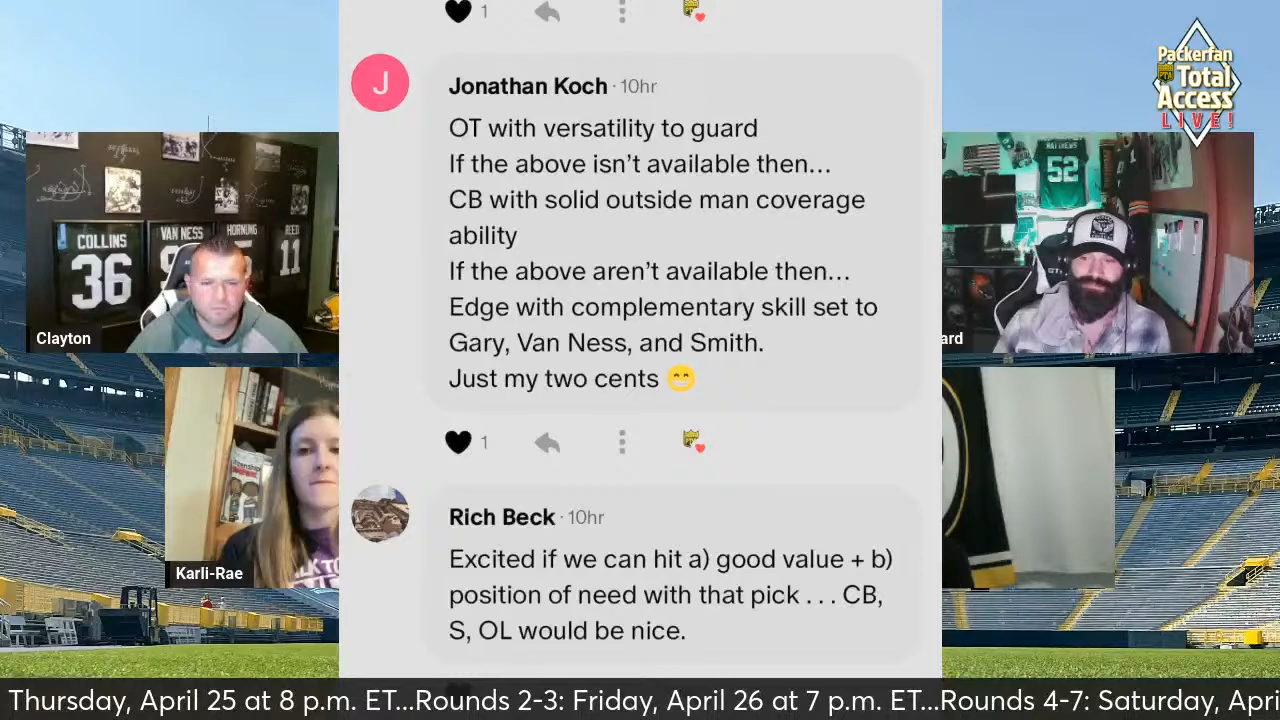 1
J
Jonathan Koch · 10hr
OT with versatility to guard
If the above isn’t available then...
CB with solid outside man coverage
ability
If the above aren’t available then...
Edge with complementary skill set to
Gary, Van Ness, and Smith.
Just my two cents 😁
1
Rich Beck · 10hr
Excited if we can hit a) good value + b)
position of need with that pick . . . CB,
S, OL would be nice.
Packerfan
Total
Access
LIVE!
COLLINS
36
VAN NESS
HORNUNG
REED
11
Clayton
MATTHEWS
52
ard
Karli-Rae
Thursday, April 25 at 8 p.m. ET...Rounds 2-3: Friday, April 26 at 7 p.m. ET...Rounds 4-7: Saturday, Apri